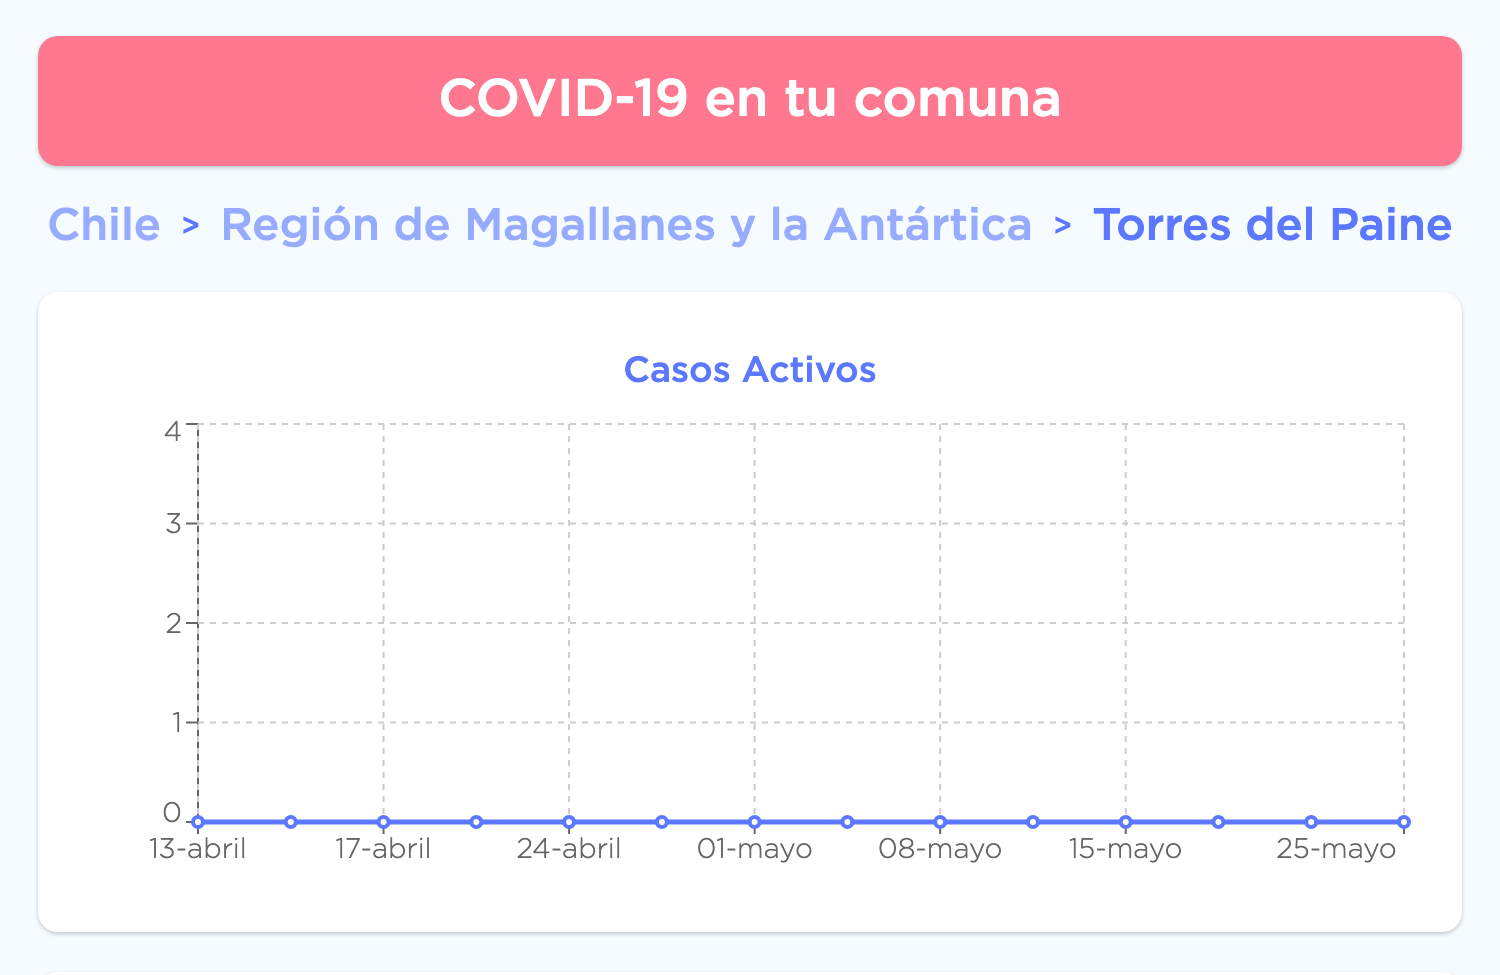 COVID-19 en tu comuna
Chile > Región de Magallanes y la Antártica > Torres del Paine
Casos Activos
4
3
2
1
0
13-abril 17-abril 24-abril 01-mayo 08-mayo 15-mayo 25-mayo